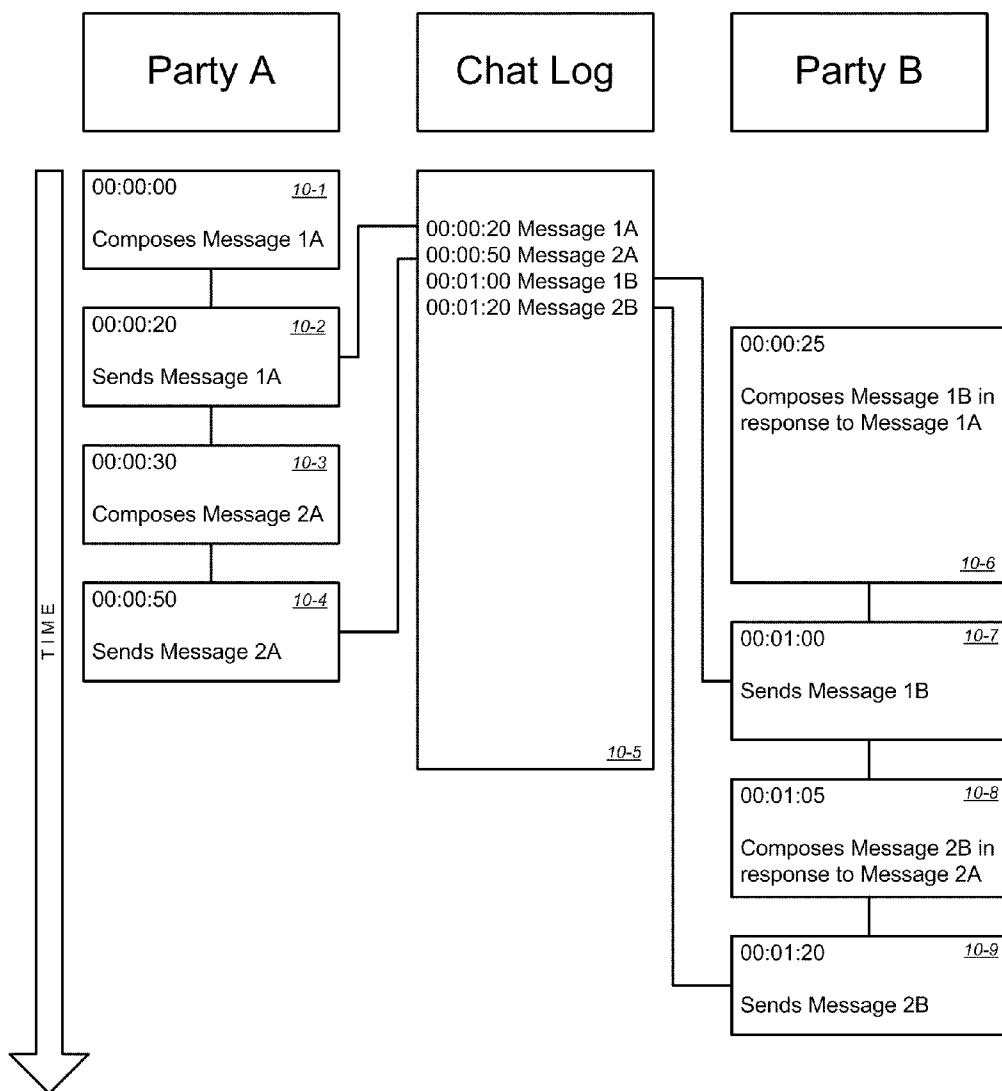 Party A
Chat Log
Party B
TIME
00:00:00 10-1
Composes Message 1A
00:00:20 10-2
Sends Message 1A
00:00:30 10-3
Composes Message 2A
00:00:50 10-4
Sends Message 2A
00:00:20 Message 1A
00:00:50 Message 2A
00:01:00 Message 1B
00:01:20 Message 2B
10-5
00:00:25
Composes Message 1B in
response to Message 1A
10-6
00:01:00 10-7
Sends Message 1B
00:01:05 10-8
Composes Message 2B in
response to Message 2A
00:01:20 10-9
Sends Message 2B